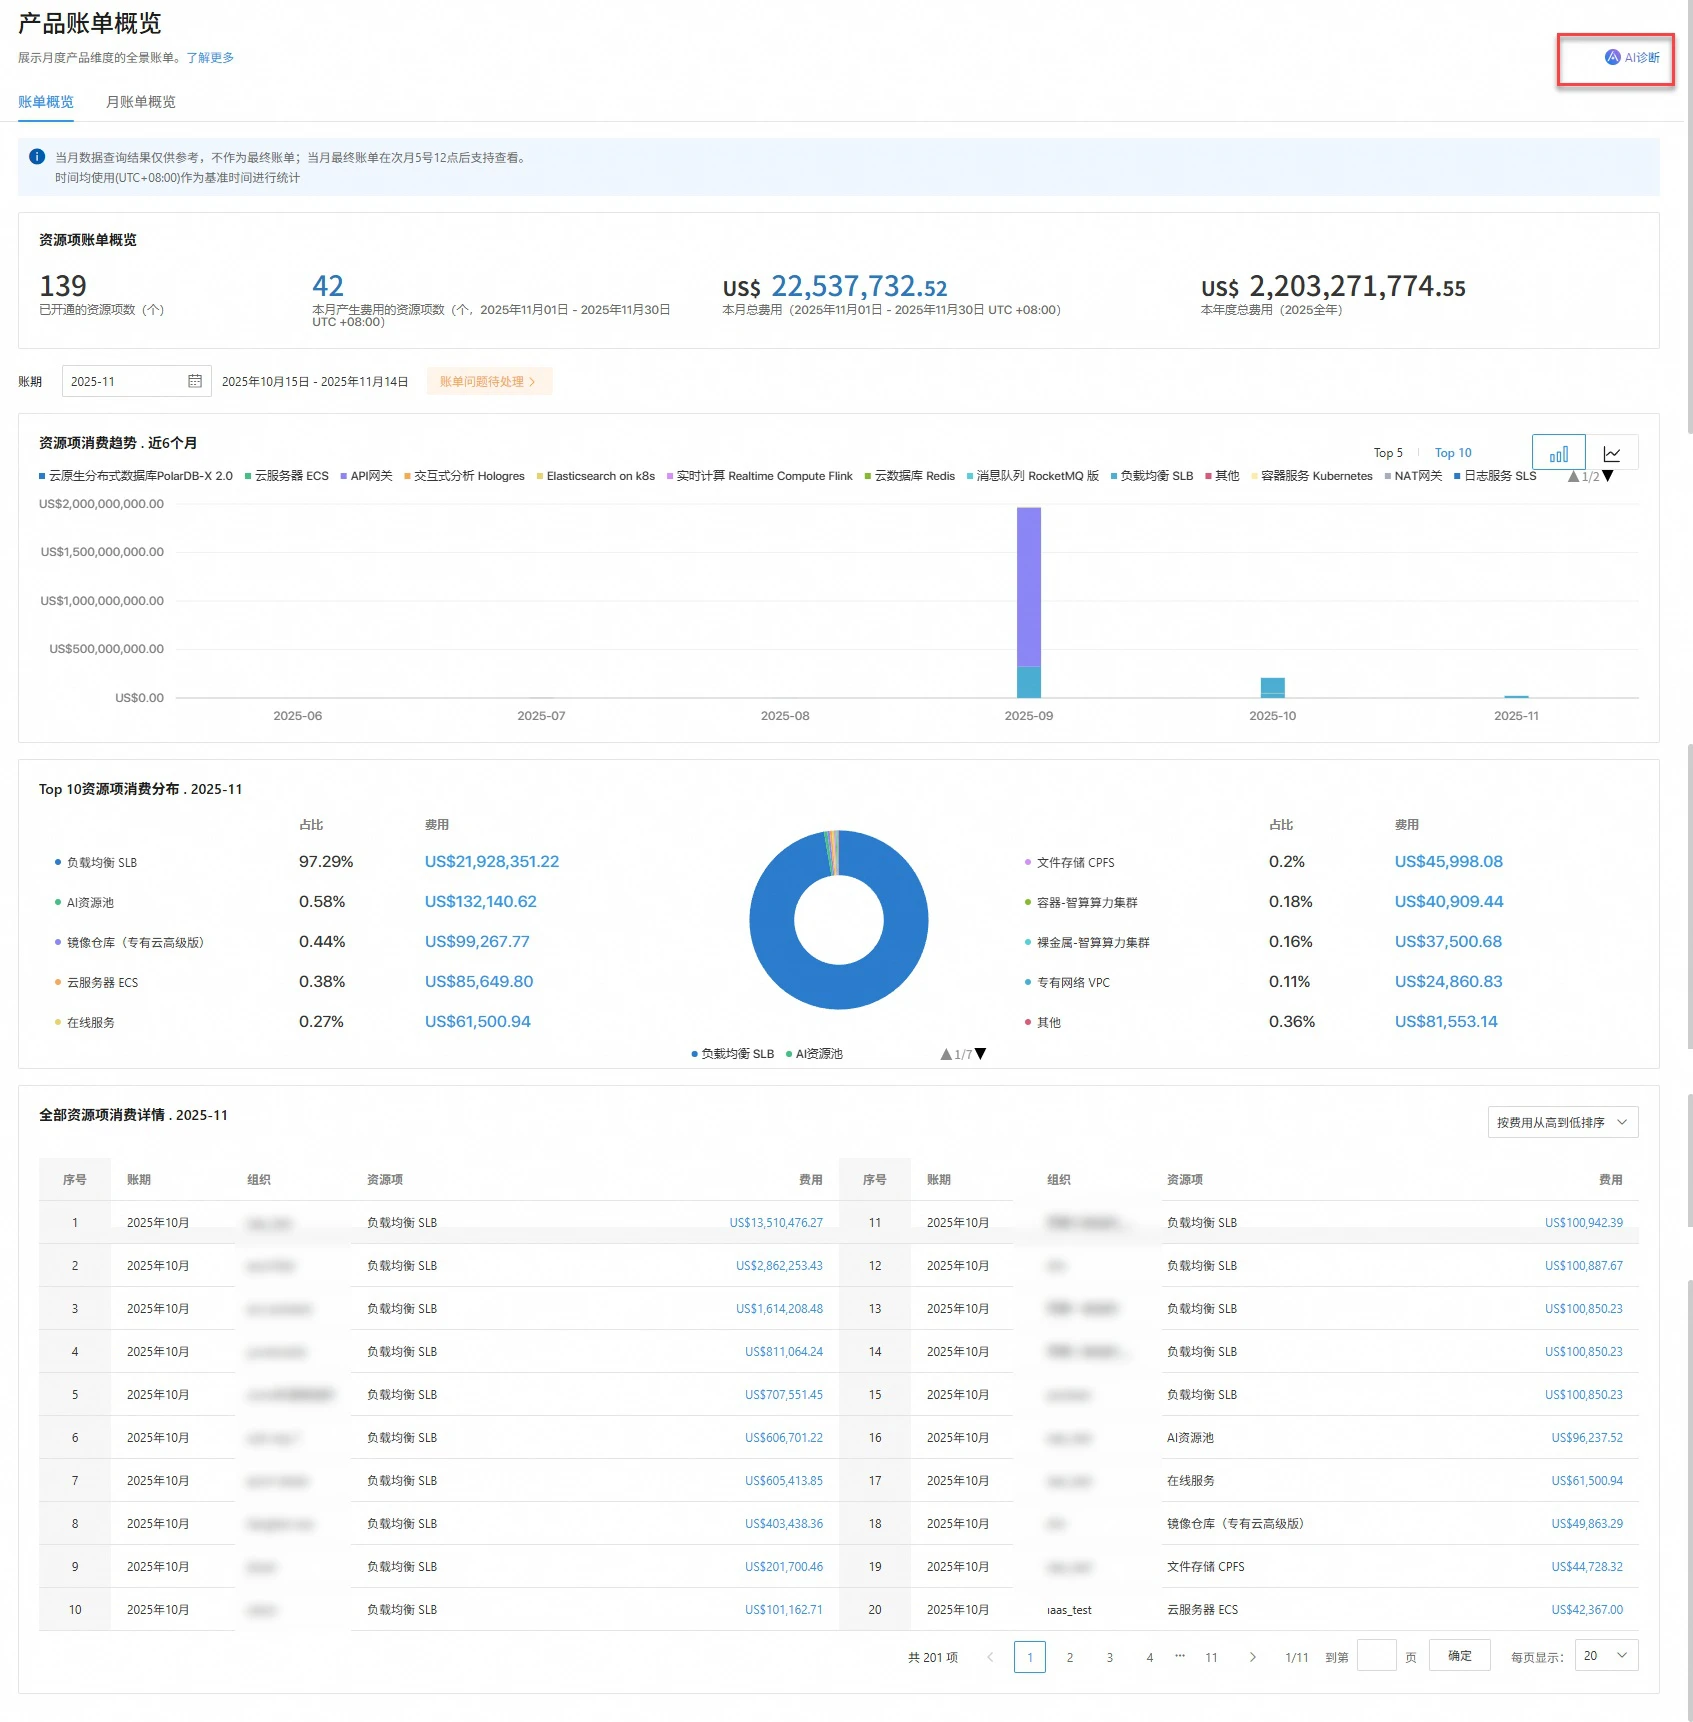 产品账单概览
展示月度产品维度的全景账单。了解更多
AI诊断
账单概览 月账单概览
当月数据查询结果仅供参考，不作为最终账单；当月最终账单在次月5号12点后支持查看。
时间均使用(UTC+08:00)作为基准时间进行统计
资源项账单概览
139
已开通的资源项数（个）
42
本月产生费用的资源项数（个，2025年11月01日 - 2025年11月30日
UTC +08:00）
US$ 22,537,732.52
本月总费用（2025年11月01日 - 2025年11月30日 UTC +08:00）
US$ 2,203,271,774.55
本年度总费用（2025全年）
账期 2025-11 2025年10月15日 - 2025年11月14日 账单问题待处理 >
资源项消费趋势 . 近6个月
Top 5 Top 10
云原生分布式数据库PolarDB-X 2.0 云服务器 ECS API网关 交互式分析 Hologres Elasticsearch on k8s 实时计算 Realtime Compute Flink 云数据库 Redis 消息队列 RocketMQ 版 负载均衡 SLB 其他 容器服务 Kubernetes NAT网关 日志服务 SLS ▲1/2▼
US$2,000,000,000.00
US$1,500,000,000.00
US$1,000,000,000.00
US$500,000,000.00
US$0.00
2025-06 2025-07 2025-08 2025-09 2025-10 2025-11
Top 10资源项消费分布 . 2025-11
占比 费用 占比 费用
负载均衡 SLB 97.29% US$21,928,351.22 文件存储 CPFS 0.2% US$45,998.08
AI资源池 0.58% US$132,140.62 容器-智算算力集群 0.18% US$40,909.44
镜像仓库（专有云高级版） 0.44% US$99,267.77 裸金属-智算算力集群 0.16% US$37,500.68
云服务器 ECS 0.38% US$85,649.80 专有网络 VPC 0.11% US$24,860.83
在线服务 0.27% US$61,500.94 其他 0.36% US$81,553.14
负载均衡 SLB AI资源池 ▲1/7▼
全部资源项消费详情 . 2025-11
按费用从高到低排序
序号 账期 组织 资源项 费用 序号 账期 组织 资源项 费用
1 2025年10月 负载均衡 SLB US$13,510,476.27 11 2025年10月 负载均衡 SLB US$100,942.39
2 2025年10月 负载均衡 SLB US$2,862,253.43 12 2025年10月 负载均衡 SLB US$100,887.67
3 2025年10月 负载均衡 SLB US$1,614,208.48 13 2025年10月 负载均衡 SLB US$100,850.23
4 2025年10月 负载均衡 SLB US$811,064.24 14 2025年10月 负载均衡 SLB US$100,850.23
5 2025年10月 负载均衡 SLB US$707,551.45 15 2025年10月 负载均衡 SLB US$100,850.23
6 2025年10月 负载均衡 SLB US$606,701.22 16 2025年10月 AI资源池 US$96,237.52
7 2025年10月 负载均衡 SLB US$605,413.85 17 2025年10月 在线服务 US$61,500.94
8 2025年10月 负载均衡 SLB US$403,438.36 18 2025年10月 镜像仓库（专有云高级版） US$49,863.29
9 2025年10月 负载均衡 SLB US$201,700.46 19 2025年10月 文件存储 CPFS US$44,728.32
10 2025年10月 负载均衡 SLB US$101,162.71 20 2025年10月 云服务器 ECS US$42,367.00
共 201 项 < 1 2 3 4 ··· 11 > 1/11 到第 页 确定 每页显示： 20